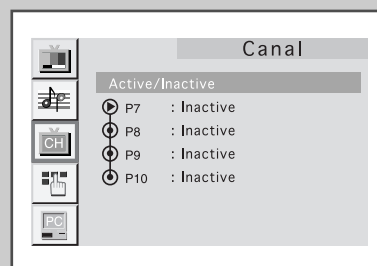 Canal
Active/Inactive
P7 : Inactive
P8 : Inactive
CH
P9 : Inactive
P10 : Inactive
PC